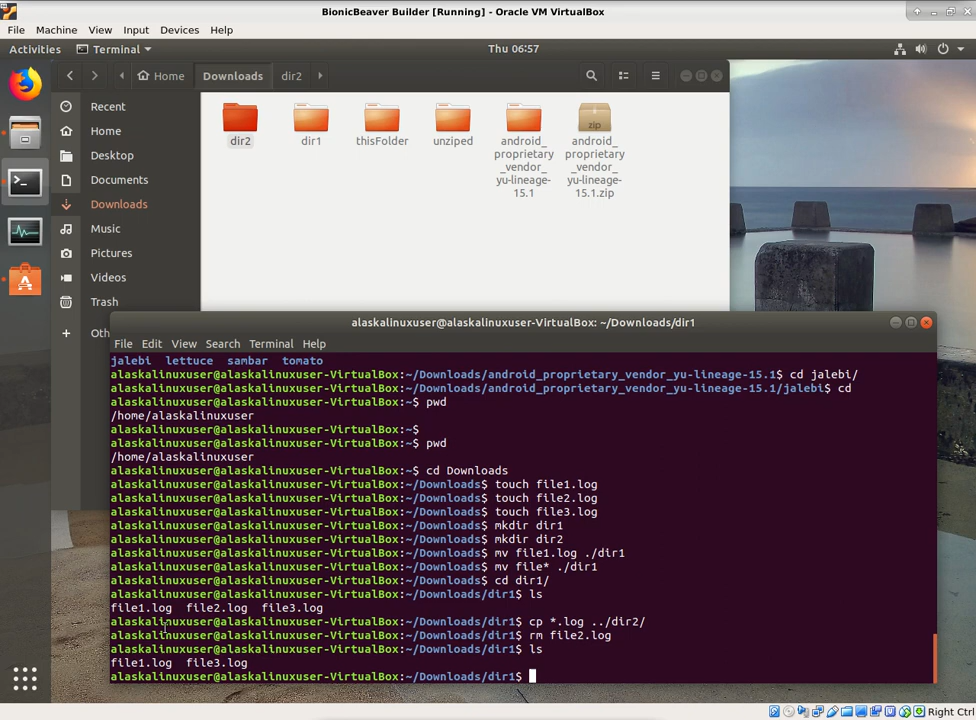 BionicBeaver Builder [Running] - Oracle VM VirtualBox
File Machine View Input Devices Help
Activities Terminal Thu 06:57
Home Downloads dir2
Recent
Home
Desktop
Documents
Downloads
Music
Pictures
Videos
Trash
Oth
dir2 dir1 thisFolder unziped
android_
proprietary
_vendor_
yu-lineage-
15.1
zip
android_
proprietary
_vendor_
yu-lineage-
15.1.zip
alaskalinuxuser@alaskalinuxuser-VirtualBox: ~/Downloads/dir1
File Edit View Search Terminal Help
jalebi lettuce sambar tomato
alaskalinuxuser@alaskalinuxuser-VirtualBox:~/Downloads/android_proprietary_vendor_yu-lineage-15.1$ cd jalebi/
alaskalinuxuser@alaskalinuxuser-VirtualBox:~/Downloads/android_proprietary_vendor_yu-lineage-15.1/jalebi$ cd
alaskalinuxuser@alaskalinuxuser-VirtualBox:~$ pwd
/home/alaskalinuxuser
alaskalinuxuser@alaskalinuxuser-VirtualBox:~$
alaskalinuxuser@alaskalinuxuser-VirtualBox:~$ pwd
/home/alaskalinuxuser
alaskalinuxuser@alaskalinuxuser-VirtualBox:~$ cd Downloads
alaskalinuxuser@alaskalinuxuser-VirtualBox:~/Downloads$ touch file1.log
alaskalinuxuser@alaskalinuxuser-VirtualBox:~/Downloads$ touch file2.log
alaskalinuxuser@alaskalinuxuser-VirtualBox:~/Downloads$ touch file3.log
alaskalinuxuser@alaskalinuxuser-VirtualBox:~/Downloads$ mkdir dir1
alaskalinuxuser@alaskalinuxuser-VirtualBox:~/Downloads$ mkdir dir2
alaskalinuxuser@alaskalinuxuser-VirtualBox:~/Downloads$ mv file1.log ./dir1
alaskalinuxuser@alaskalinuxuser-VirtualBox:~/Downloads$ mv file* ./dir1
alaskalinuxuser@alaskalinuxuser-VirtualBox:~/Downloads$ cd dir1/
alaskalinuxuser@alaskalinuxuser-VirtualBox:~/Downloads/dir1$ ls
file1.log file2.log file3.log
alaskalinuxuser@alaskalinuxuser-VirtualBox:~/Downloads/dir1$ cp *.log ../dir2/
alaskalinuxuser@alaskalinuxuser-VirtualBox:~/Downloads/dir1$ rm file2.log
alaskalinuxuser@alaskalinuxuser-VirtualBox:~/Downloads/dir1$ ls
file1.log file3.log
alaskalinuxuser@alaskalinuxuser-VirtualBox:~/Downloads/dir1$
Right Ctrl